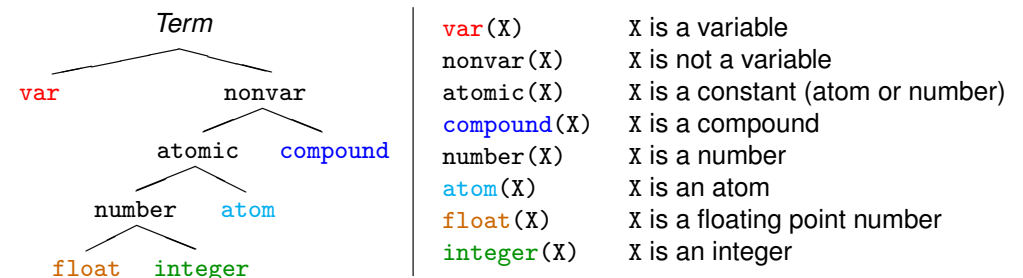 Term
var nonvar
atomic compound
number atom
float integer
var(X) X is a variable
nonvar(X) X is not a variable
atomic(X) X is a constant (atom or number)
compound(X) X is a compound
number(X) X is a number
atom(X) X is an atom
float(X) X is a floating point number
integer(X) X is an integer